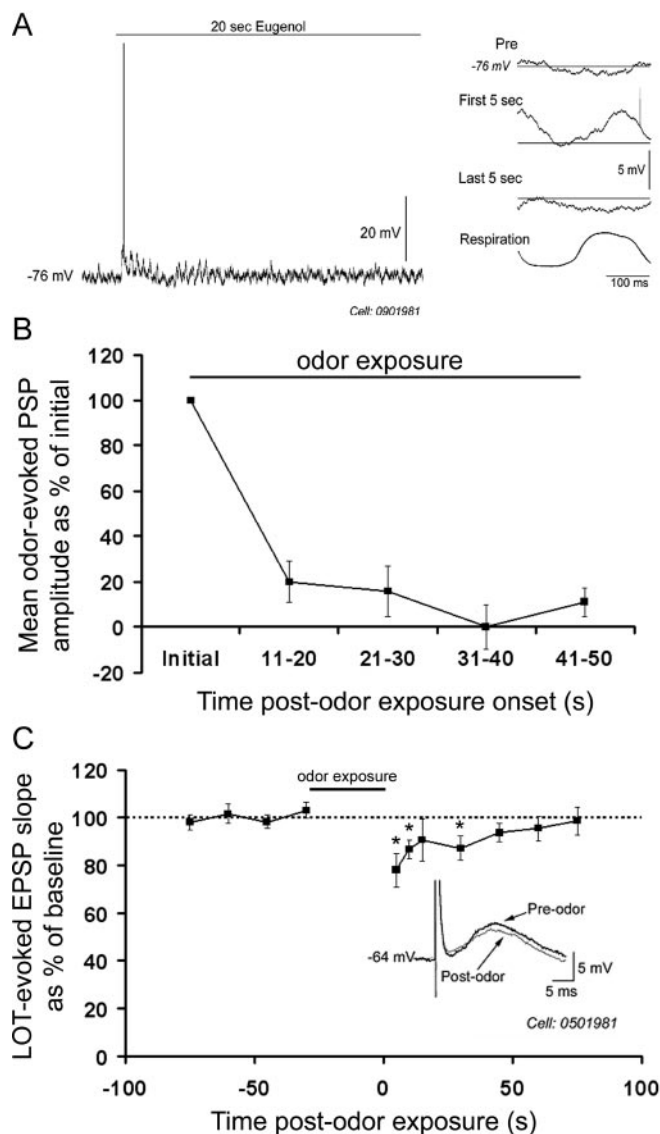 A
20 sec Eugenol
-76 mV
20 mV
Cell: 0901981
Pre
-76 mV
First 5 sec
5 mV
Last 5 sec
Respiration
100 ms
B
Mean odor-evoked PSP
amplitude as % of initial
120
100
80
60
40
20
0
-20
odor exposure
Initial
11-20
21-30
31-40
41-50
Time post-odor exposure onset (s)
C
LOT-evoked EPSP slope
as % of baseline
120
100
80
60
40
20
0
odor exposure
*
*
*
Pre-odor
-64 mV
Post-odor
5 mV
5 ms
Cell: 0501981
-100
-50
0
50
100
Time post-odor exposure (s)